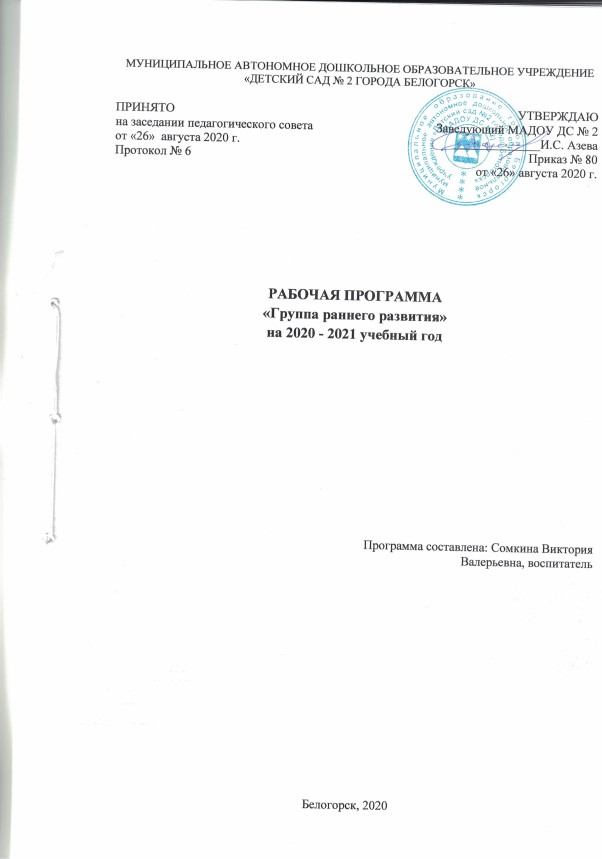 МУНИЦИПАЛЬНОЕ АВТОНОМНОЕ ДОШКОЛЬНОЕ ОБРАЗОВАТЕЛЬНОЕ УЧРЕЖДЕНИЕ
«ДЕТСКИЙ САД № 2 ГОРОДА БЕЛОГОРСК»
ПРИНЯТО
на заседании педагогического совета
от «26» августа 2020 г.
Протокол № 6
УТВЕРЖДАЮ
Заведующий МАДОУ ДС № 2
И.С. Азева
Приказ № 80
от «26» августа 2020 г.
РАБОЧАЯ ПРОГРАММА
«Группа раннего развития»
на 2020 - 2021 учебный год
Программа составлена: Сомкина Виктория
Валерьевна, воспитатель
Белогорск, 2020